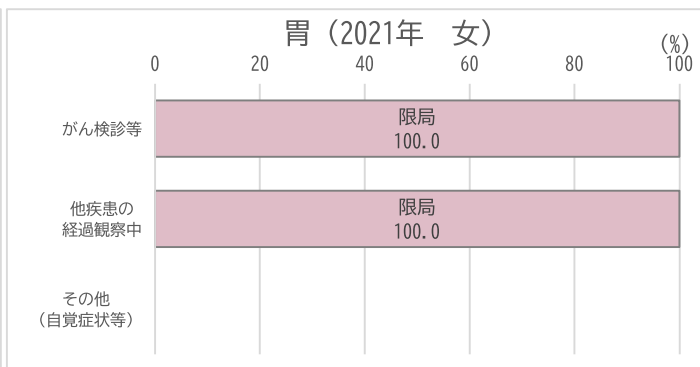 胃（2021年　女）
(%)
0 20 40 60 80 100
がん検診等
限局
100.0
他疾患の
経過観察中
限局
100.0
その他
（自覚症状等）